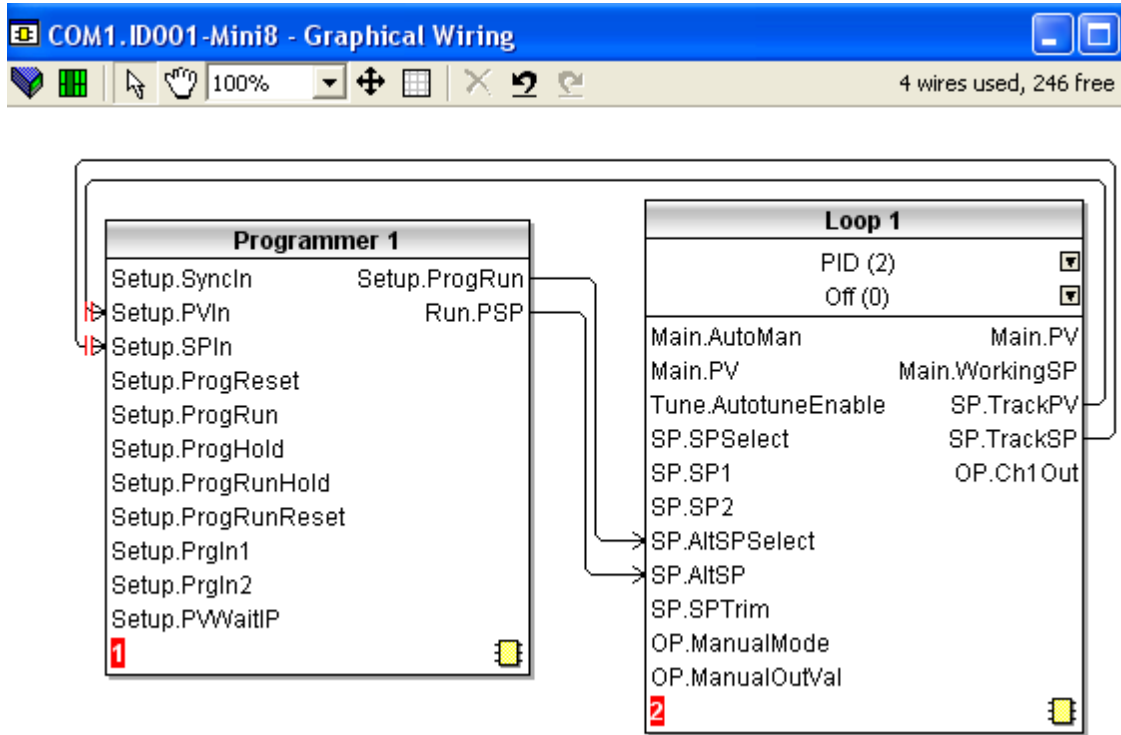 COM1.ID001-Mini8 - Graphical Wiring
100%
4 wires used, 246 free
Programmer 1
Setup.SyncIn Setup.ProgRun
Setup.PVIn Run.PSP
Setup.SPIn
Setup.ProgReset
Setup.ProgRun
Setup.ProgHold
Setup.ProgRunHold
Setup.ProgRunReset
Setup.PrgIn1
Setup.PrgIn2
Setup.PVWaitIP
1
Loop 1
PID (2)
Off (0)
Main.AutoMan Main.PV
Main.PV Main.WorkingSP
Tune.AutotuneEnable SP.TrackPV
SP.SPSelect SP.TrackSP
SP.SP1 OP.Ch1Out
SP.SP2
SP.AltSPSelect
SP.AltSP
SP.SPTrim
OP.ManualMode
OP.ManualOutVal
2